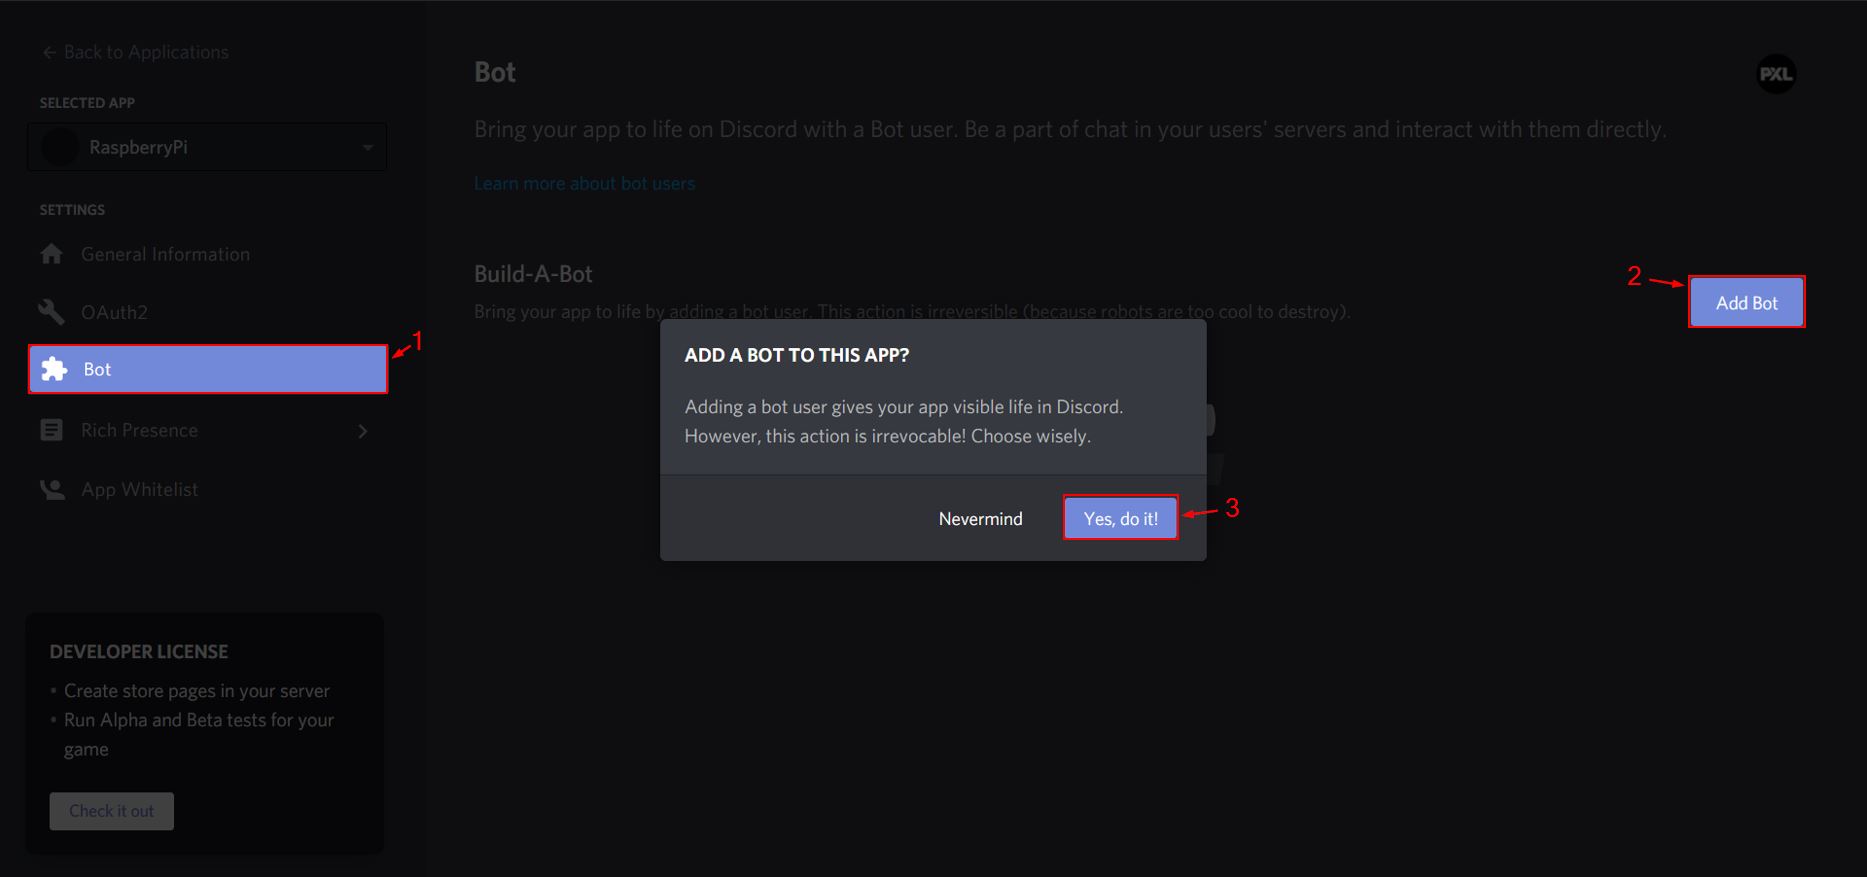 Back to Applications
SELECTED APP
RaspberryPi
SETTINGS
General Information
OAuth2
Bot
1
Rich Presence
App Whitelist
DEVELOPER LICENSE
• Create store pages in your server
• Run Alpha and Beta tests for your
game
Check it out
Bot
PXL
Bring your app to life on Discord with a Bot user. Be a part of chat in your users' servers and interact with them directly.
Learn more about bot users
Build-A-Bot
Bring your app to life by adding a bot user. This action is irreversible (because robots are too cool to destroy).
2
Add Bot
ADD A BOT TO THIS APP?
Adding a bot user gives your app visible life in Discord.
However, this action is irrevocable! Choose wisely.
Nevermind
Yes, do it!
3